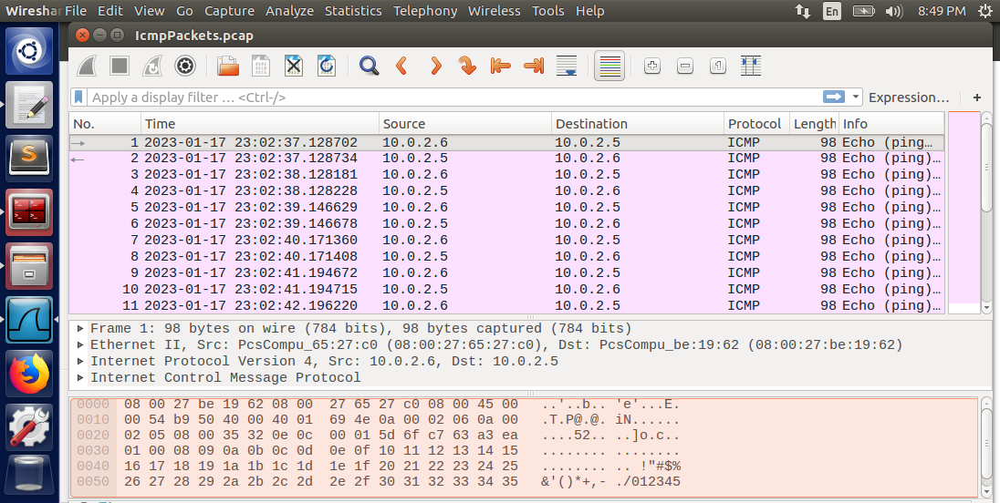 Wireshar File Edit View Go Capture Analyze Statistics Telephony Wireless Tools Help En 8:49 PM
IcmpPackets.pcap
Apply a display filter ... <Ctrl-/> Expression… +
No. Time Source Destination Protocol Length Info
1 2023-01-17 23:02:37.128702 10.0.2.6 10.0.2.5 ICMP 98 Echo (ping…
2 2023-01-17 23:02:37.128734 10.0.2.5 10.0.2.6 ICMP 98 Echo (ping)…
3 2023-01-17 23:02:38.128181 10.0.2.6 10.0.2.5 ICMP 98 Echo (ping)…
4 2023-01-17 23:02:38.128228 10.0.2.5 10.0.2.6 ICMP 98 Echo (ping)…
5 2023-01-17 23:02:39.146629 10.0.2.6 10.0.2.5 ICMP 98 Echo (ping)…
6 2023-01-17 23:02:39.146678 10.0.2.5 10.0.2.6 ICMP 98 Echo (ping)…
7 2023-01-17 23:02:40.171360 10.0.2.6 10.0.2.5 ICMP 98 Echo (ping)…
8 2023-01-17 23:02:40.171408 10.0.2.5 10.0.2.6 ICMP 98 Echo (ping)…
9 2023-01-17 23:02:41.194672 10.0.2.6 10.0.2.5 ICMP 98 Echo (ping)…
10 2023-01-17 23:02:41.194715 10.0.2.5 10.0.2.6 ICMP 98 Echo (ping)…
11 2023-01-17 23:02:42.196220 10.0.2.6 10.0.2.5 ICMP 98 Echo (ping)…
Frame 1: 98 bytes on wire (784 bits), 98 bytes captured (784 bits)
Ethernet II, Src: PcsCompu_65:27:c0 (08:00:27:65:27:c0), Dst: PcsCompu_be:19:62 (08:00:27:be:19:62)
Internet Protocol Version 4, Src: 10.0.2.6, Dst: 10.0.2.5
Internet Control Message Protocol
0000 08 00 27 be 19 62 08 00 27 65 27 c0 08 00 45 00 ..'..b.. 'e'...E.
0010 00 54 b9 50 40 00 40 01 69 4e 0a 00 02 06 0a 00 .T.P@.@. iN......
0020 02 05 08 00 35 32 0e 0c 00 01 5d 6f c7 63 a3 ea ....52.. ..]o.c..
0030 01 00 08 09 0a 0b 0c 0d 0e 0f 10 11 12 13 14 15 ........ ........
0040 16 17 18 19 1a 1b 1c 1d 1e 1f 20 21 22 23 24 25 ........ .. !"#$%
0050 26 27 28 29 2a 2b 2c 2d 2e 2f 30 31 32 33 34 35 &'()*+,- ./012345